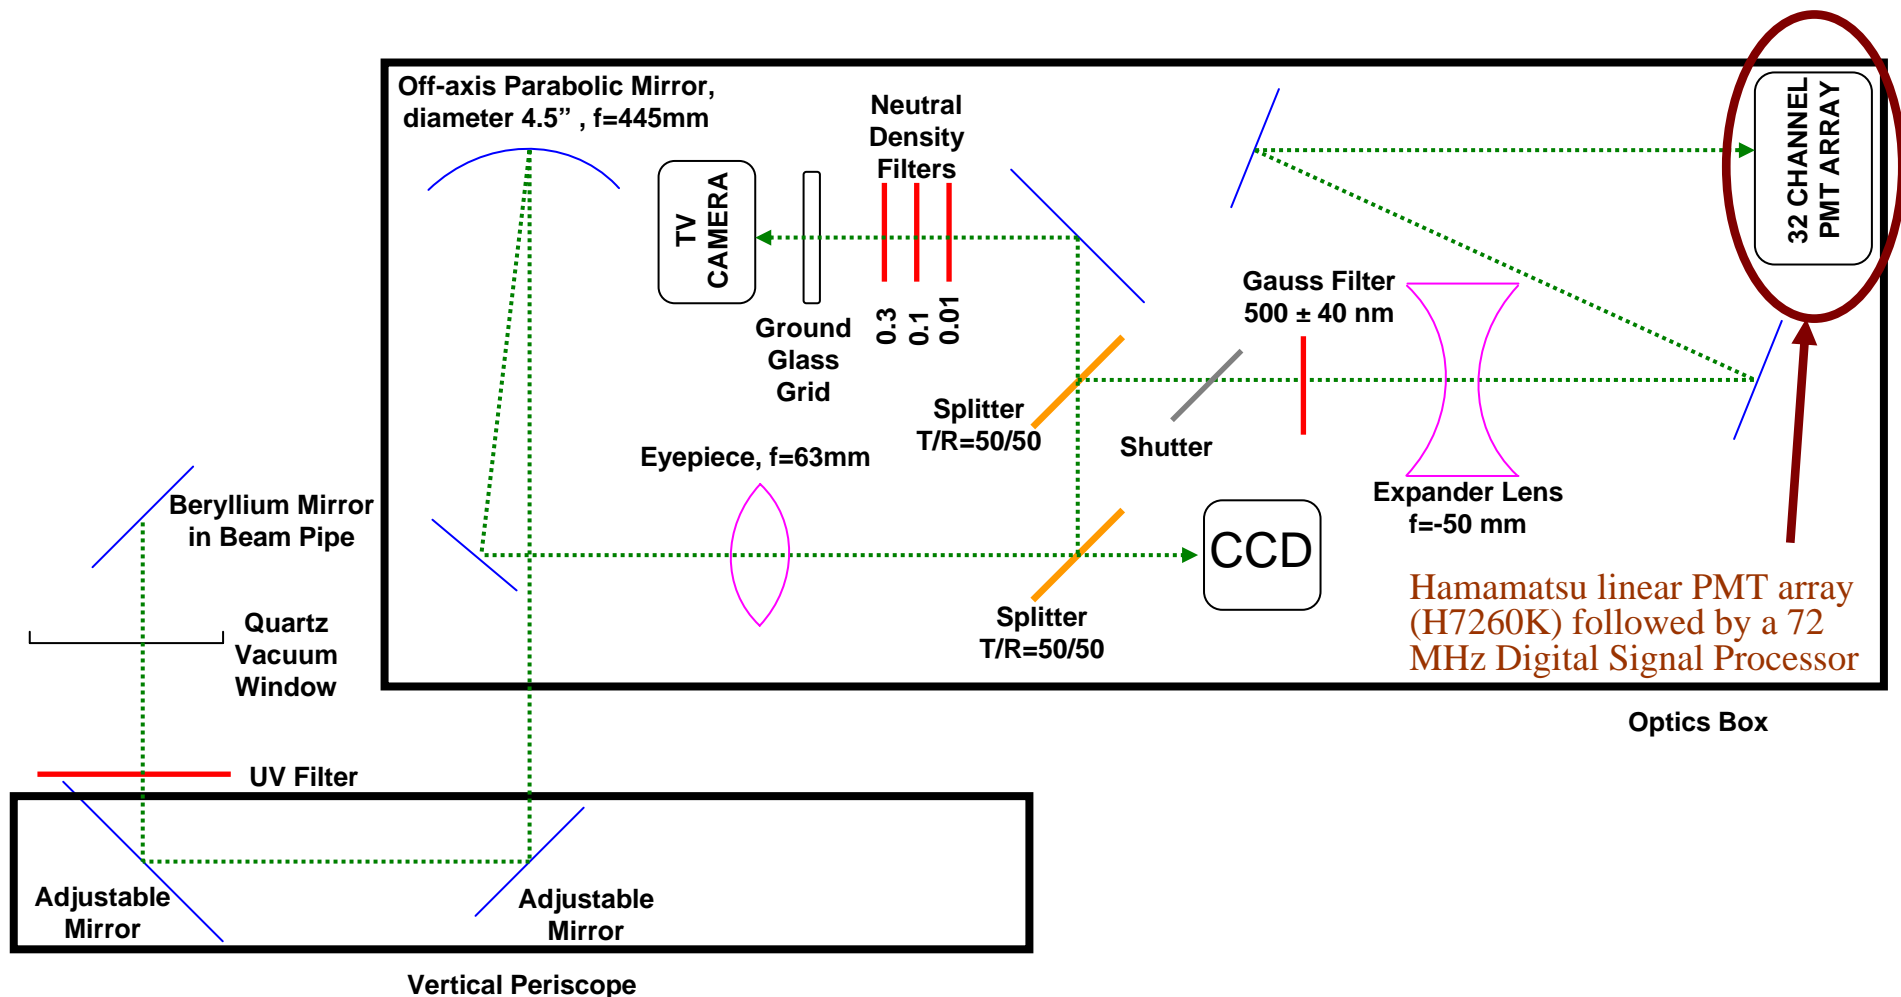 Off-axis Parabolic Mirror,
diameter 4.5” , f=445mm
Neutral
Density
Filters
TV
CAMERA
32 CHANNEL
PMT ARRAY
Ground
Glass
Grid
0.3
0.1
0.01
Gauss Filter
500 ± 40 nm
Splitter
T/R=50/50
Shutter
Eyepiece, f=63mm
Expander Lens
f=-50 mm
Beryllium Mirror
in Beam Pipe
CCD
Hamamatsu linear PMT array
(H7260K) followed by a 72
MHz Digital Signal Processor
Splitter
T/R=50/50
Quartz
Vacuum
Window
Optics Box
UV Filter
Adjustable
Mirror
Adjustable
Mirror
Vertical Periscope